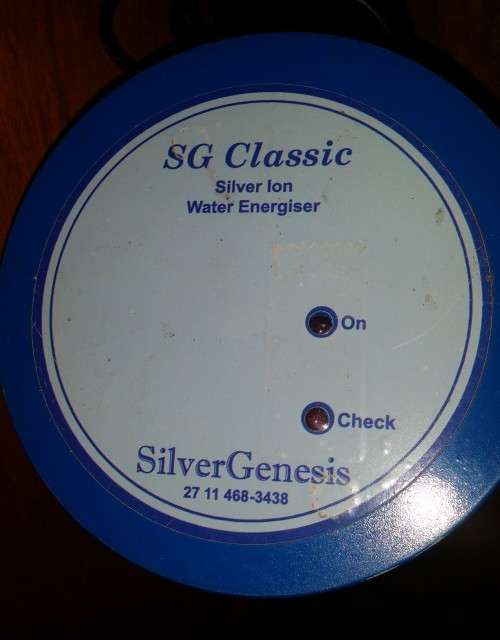 SG Classic
Silver Ion
Water Energiser
On
Check
SilverGenesis
27 11 468-3438